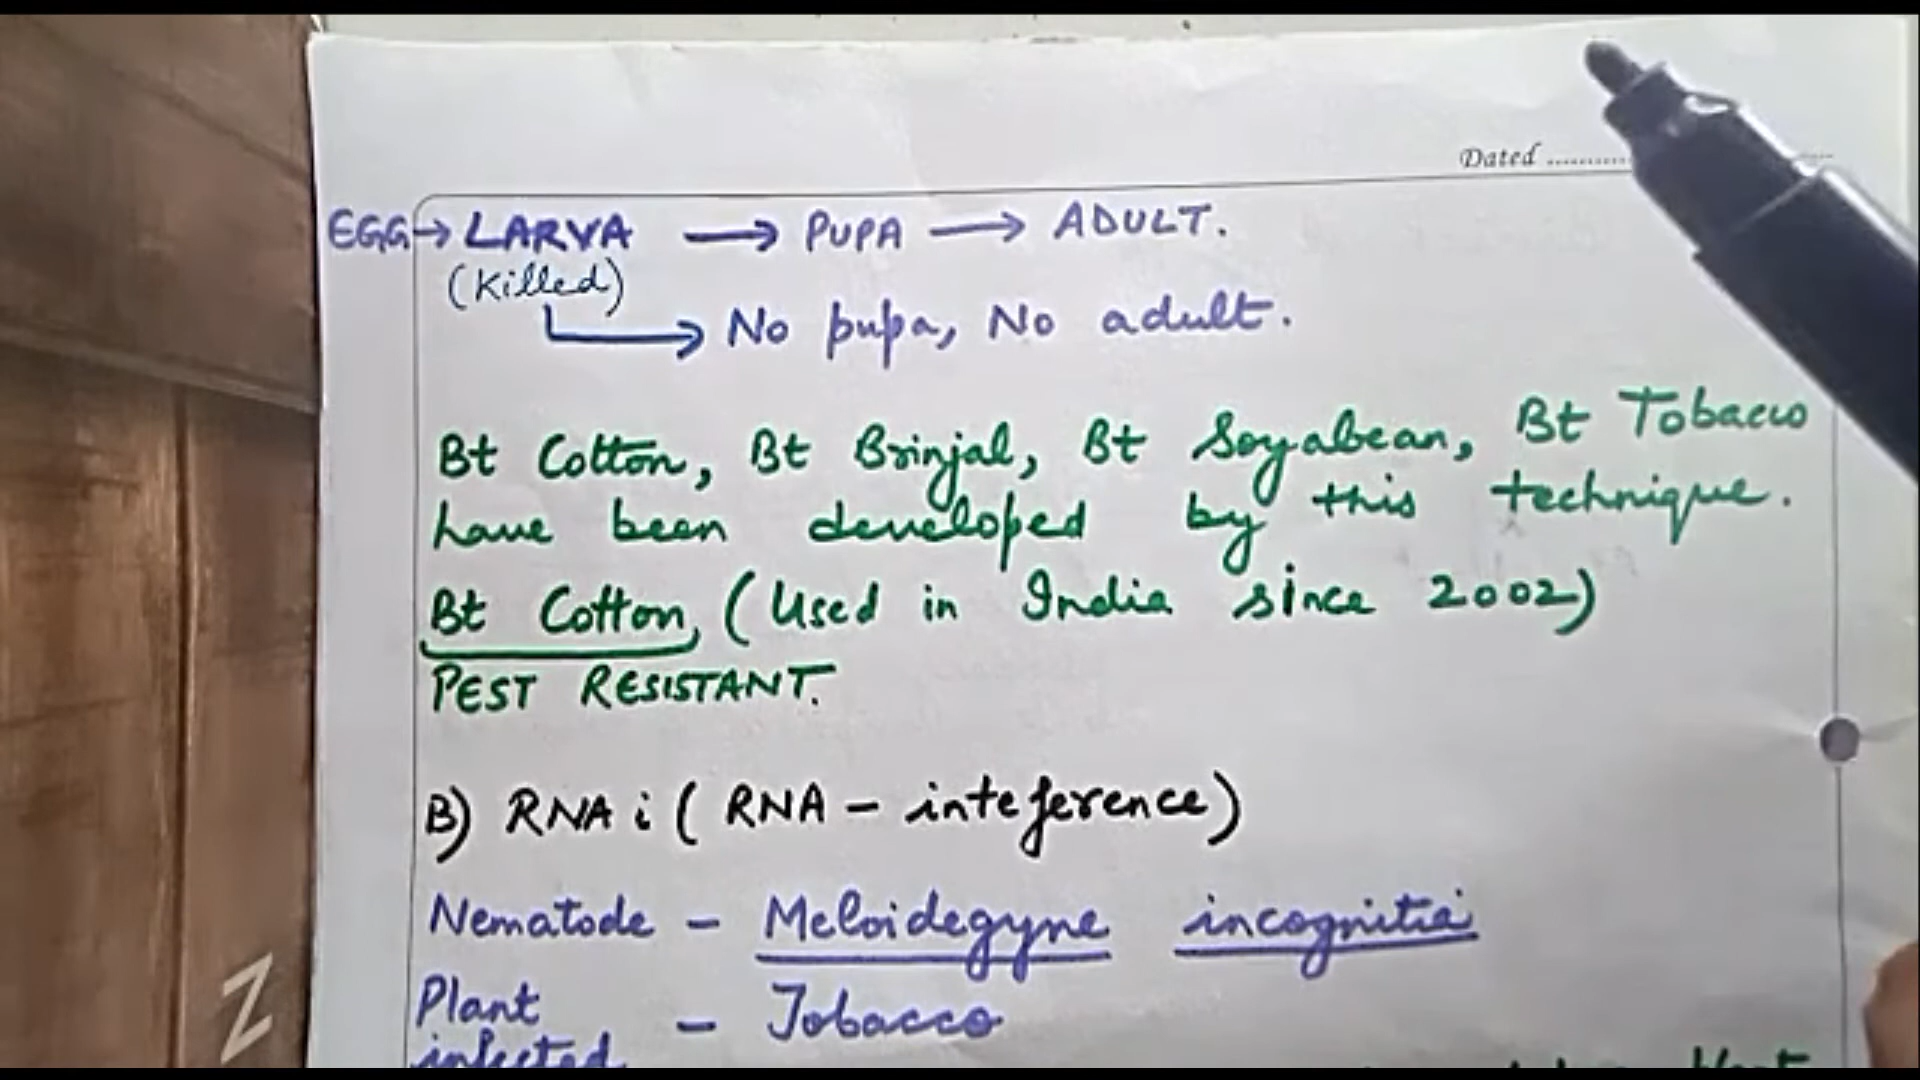 Dated ..............
EGG → LARVA → PUPA → ADULT.
(Killed)
→ No pupa, No adult.
Bt Cotton, Bt Brinjal, Bt Soyabean, Bt Tobacco
have been developed by this technique.
Bt Cotton, (Used in India since 2002)
PEST RESISTANT.
B) RNA i ( RNA - inteference)
Nematode - Meloidegyne incognitia
Plant - Tobacco
infected
Z